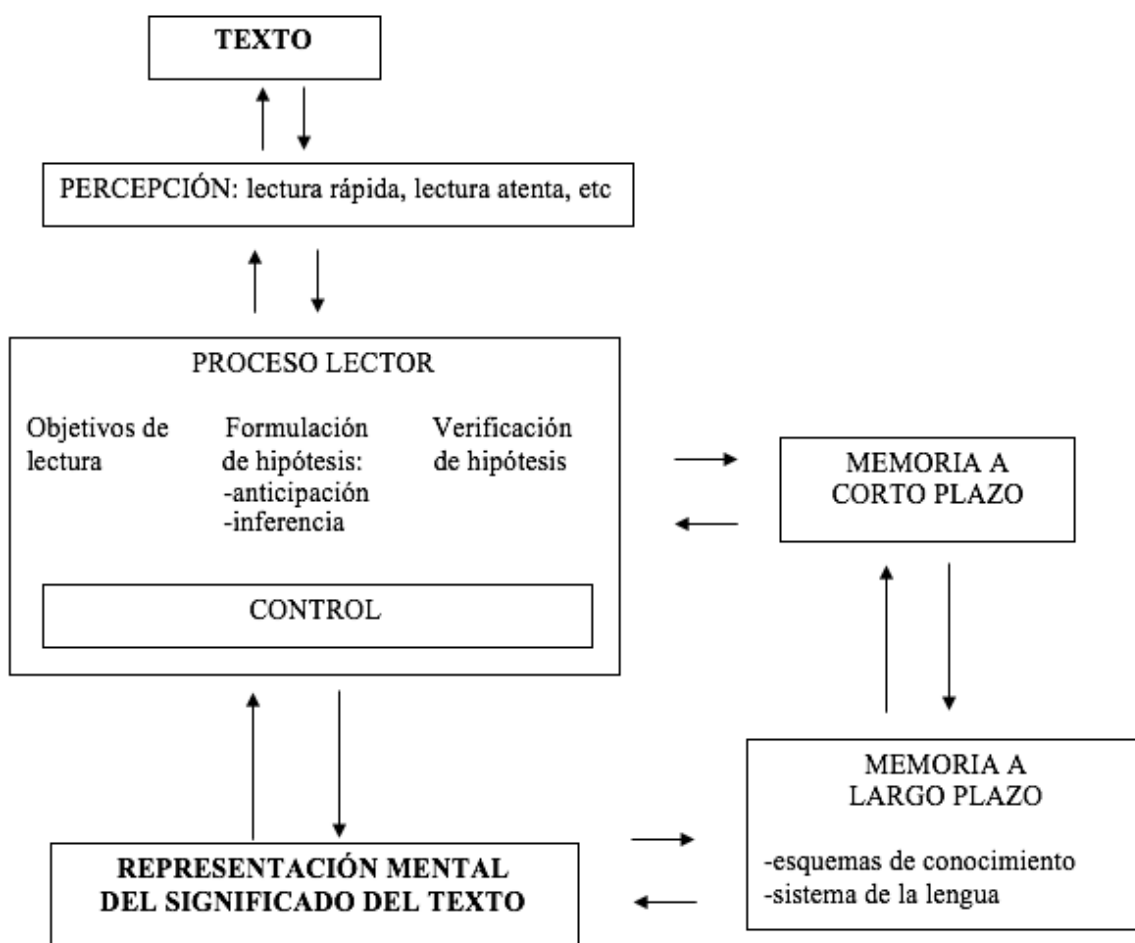 TEXTO
PERCEPCIÓN: lectura rápida, lectura atenta, etc
PROCESO LECTOR
Objetivos de
lectura
Formulación
de hipótesis:
-anticipación
-inferencia
Verificación
de hipótesis
CONTROL
MEMORIA A
CORTO PLAZO
MEMORIA A
LARGO PLAZO
-esquemas de conocimiento
-sistema de la lengua
REPRESENTACIÓN MENTAL
DEL SIGNIFICADO DEL TEXTO